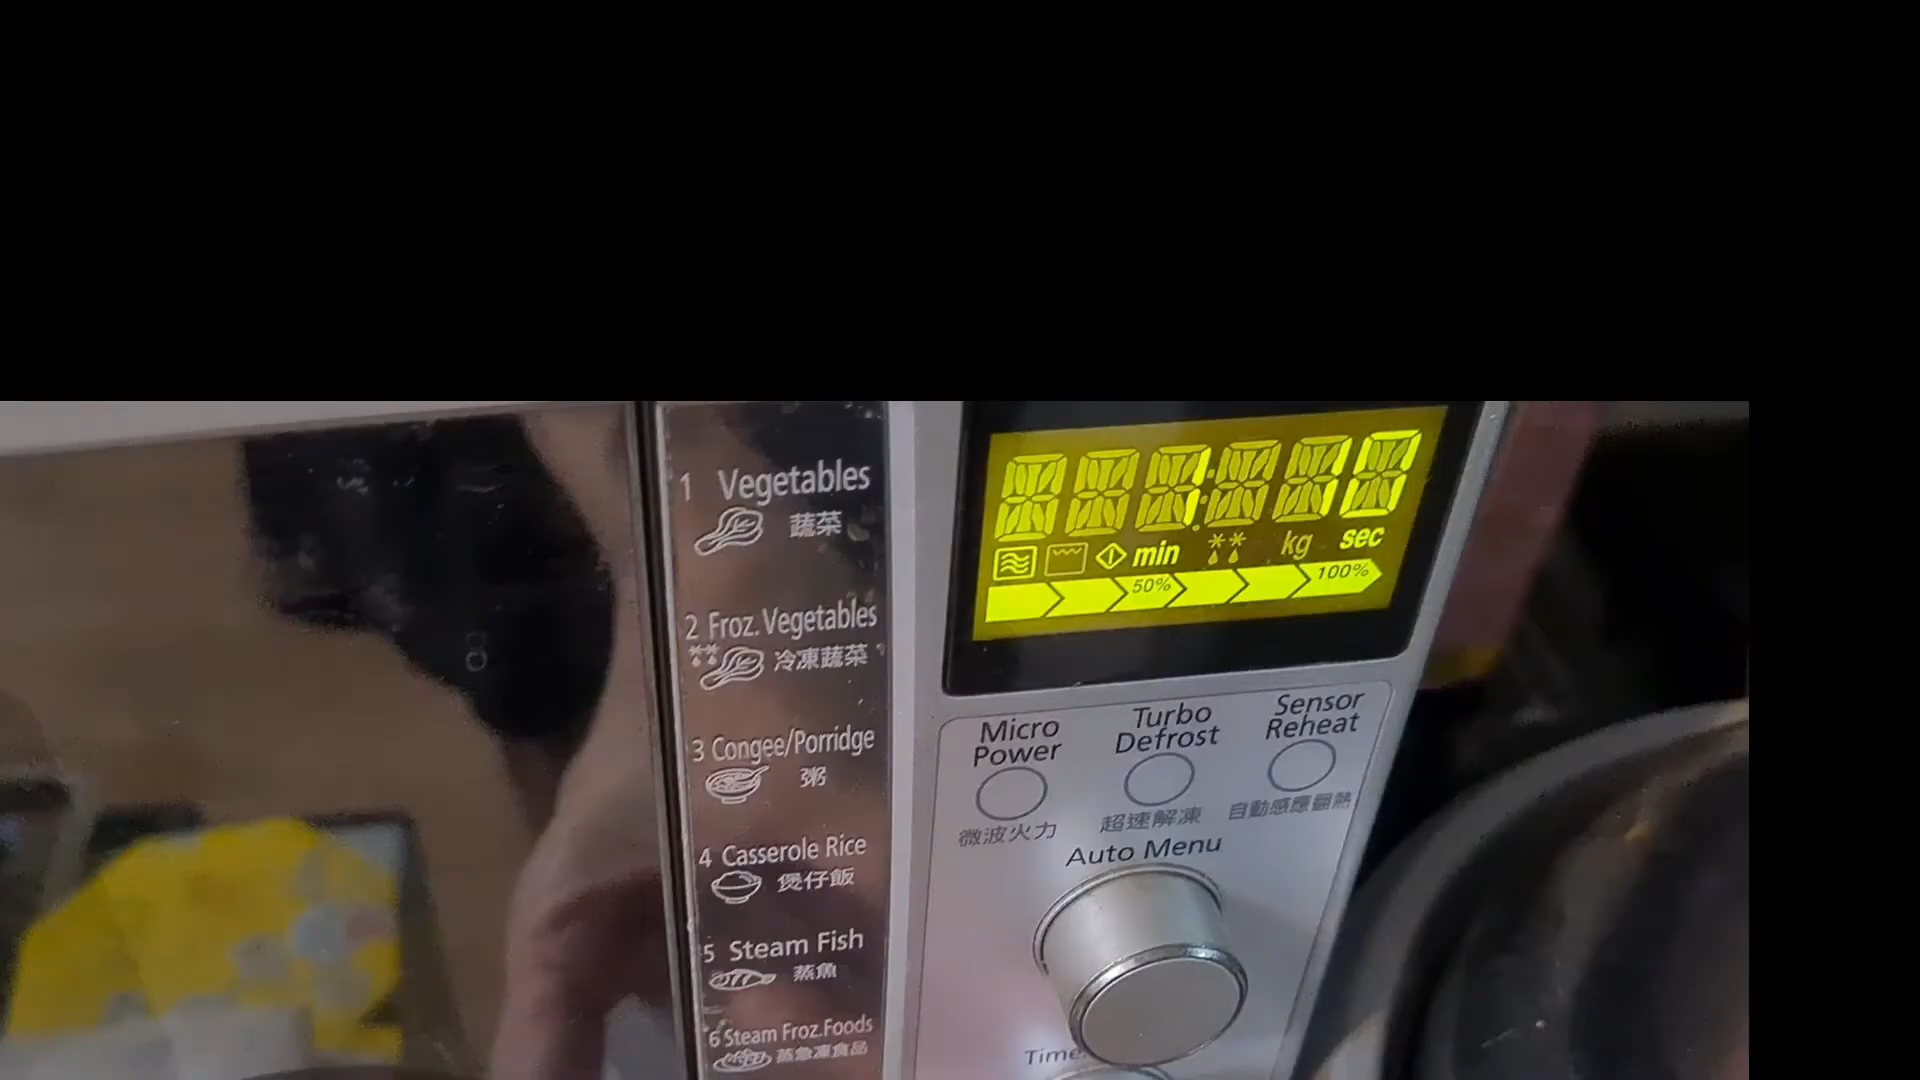 1 Vegetables
蔬菜
2 Froz. Vegetables
冷凍蔬菜
3 Congee/Porridge
粥
4 Casserole Rice
煲仔飯
5 Steam Fish
蒸魚
6 Steam Froz. Foods
蒸急凍食品
1 10
min kg sec
50% 100%
Micro Power
微波火力
Turbo Defrost
超速解凍
Sensor Reheat
自動感應翻熱
Auto Menu
Time